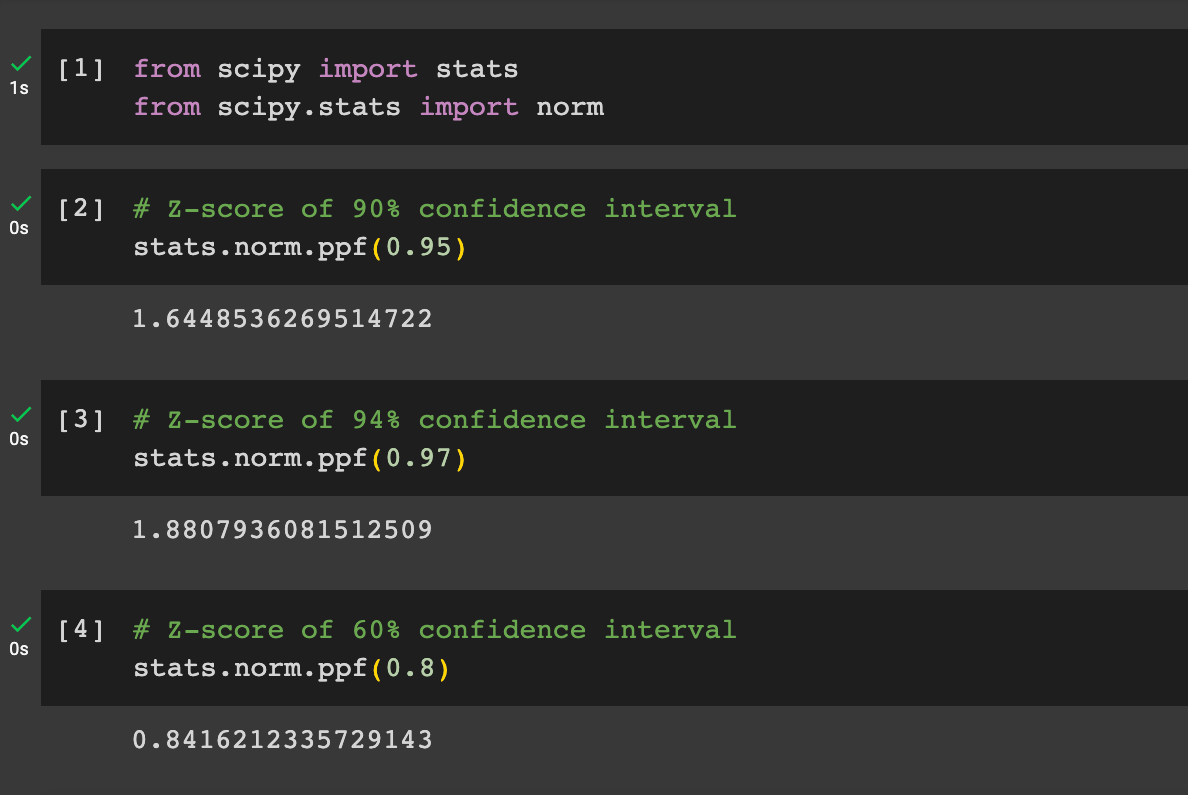 [1] from scipy import stats
1s
from scipy.stats import norm
[2] # Z-score of 90% confidence interval
0s
stats.norm.ppf(0.95)
1.6448536269514722
[3] # Z-score of 94% confidence interval
0s
stats.norm.ppf(0.97)
1.8807936081512509
[4] # Z-score of 60% confidence interval
0s
stats.norm.ppf(0.8)
0.8416212335729143